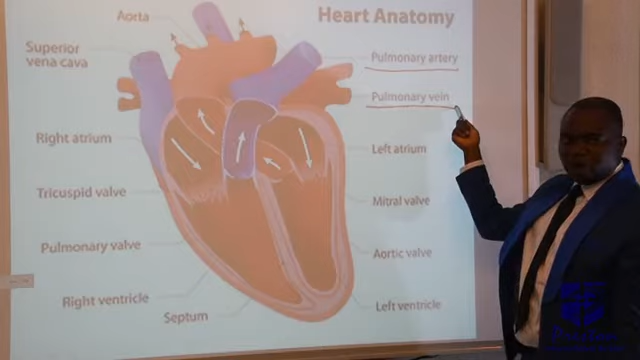 Heart Anatomy
Aorta
Superior
vena cava
Right atrium
Tricuspid valve
Pulmonary valve
Right ventricle
Septum
Pulmonary artery
Pulmonary vein
Left atrium
Mitral valve
Aortic valve
Left ventricle